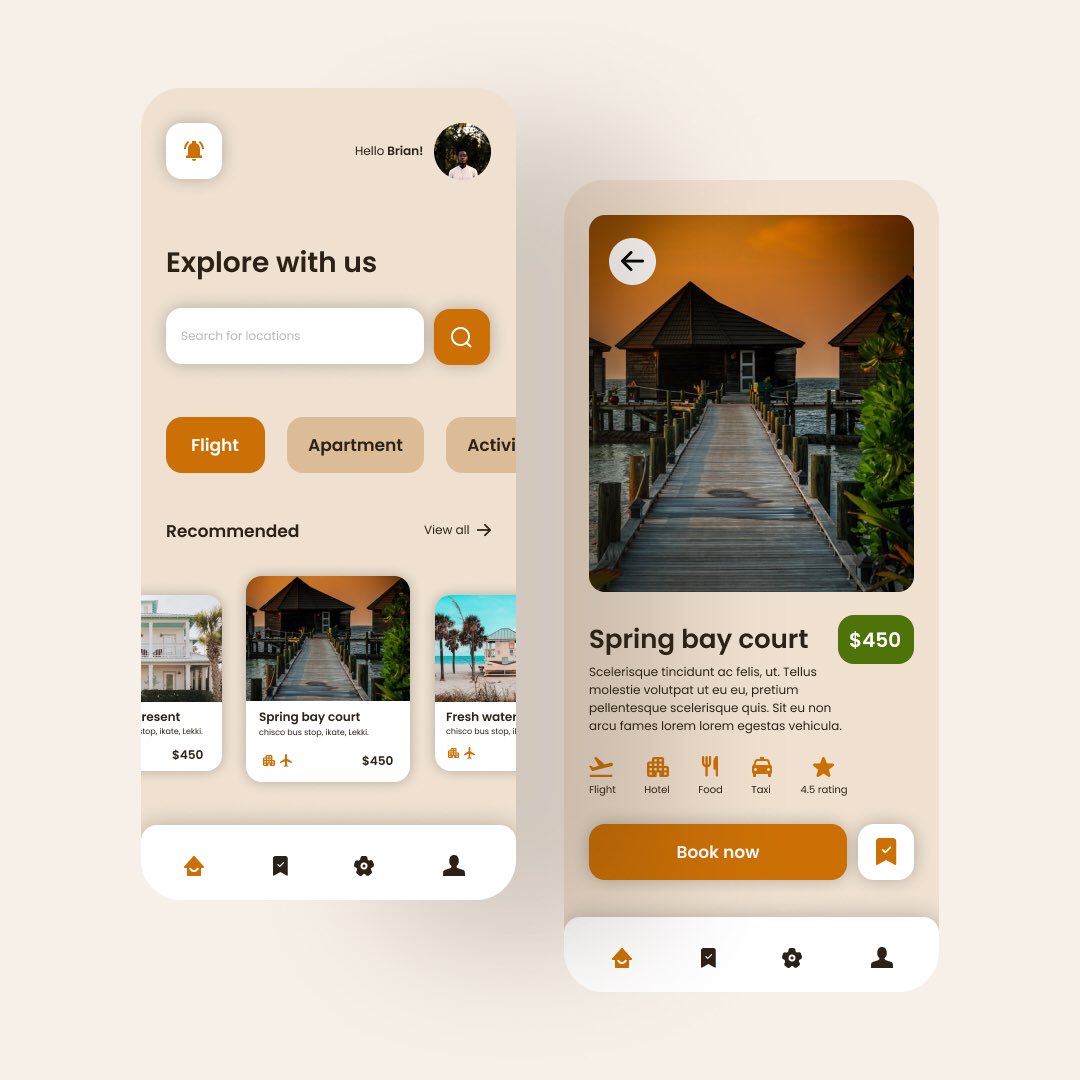 Hello Brian!
Explore with us
Search for locations
Flight
Apartment
Activi
Recommended
View all
resent
top, ikate, Lekki.
$450
Spring bay court
chisco bus stop, ikate, Lekki.
$450
Fresh water
chisco bus stop, i
Spring bay court
$450
Scelerisque tincidunt ac felis, ut. Tellus
molestie volutpat ut eu eu, pretium
pellentesque scelerisque quis. Sit eu non
arcu fames lorem lorem egestas vehicula.
Flight
Hotel
Food
Taxi
4.5 rating
Book now